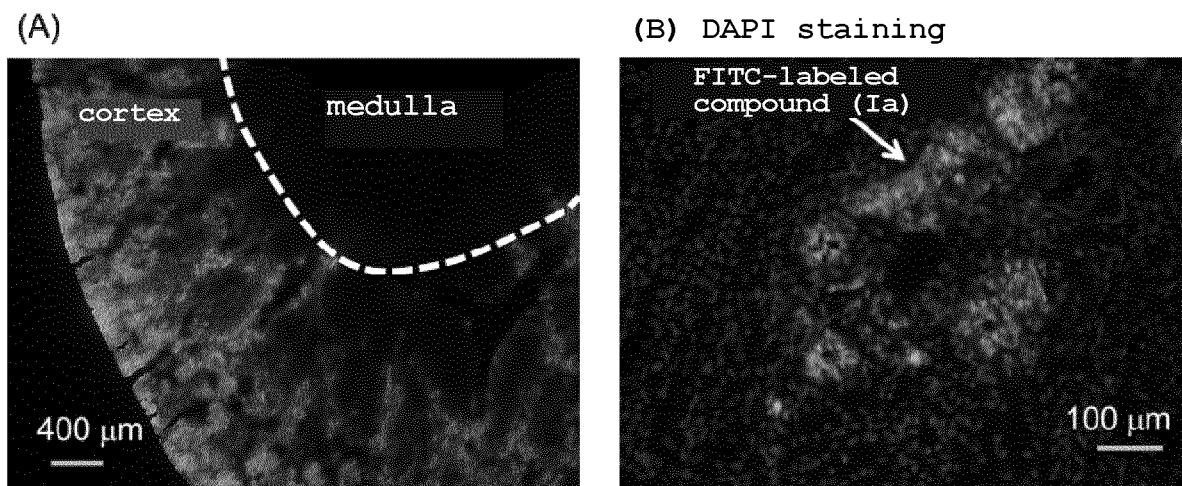 (A)
(B) DAPI staining
cortex
medulla
FITC-labeled
compound (Ia)
400 μm
100 μm